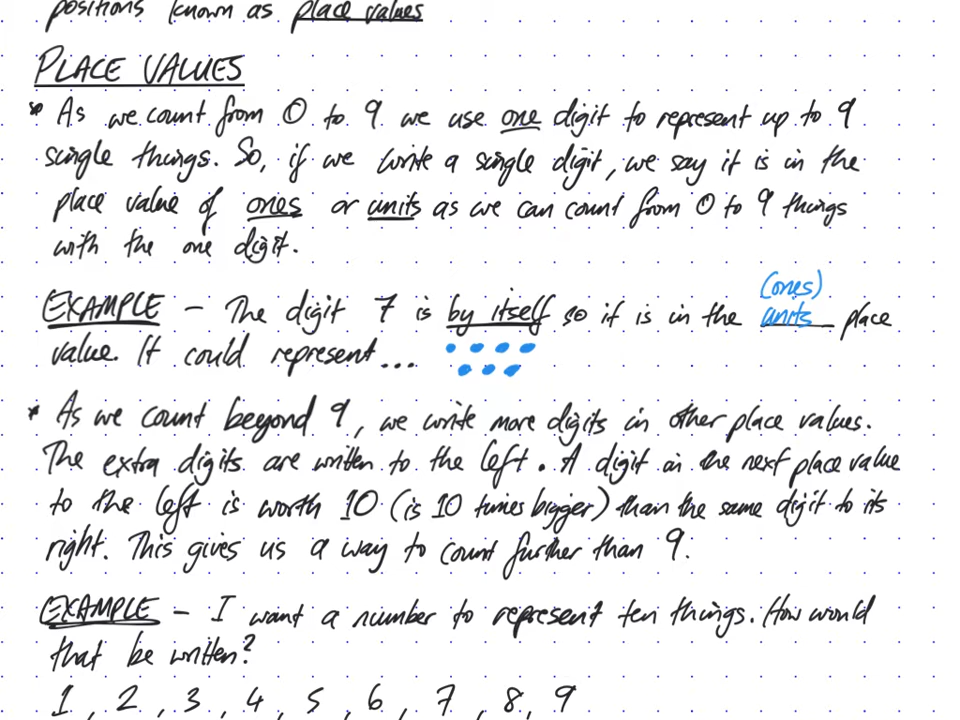 positions known as place values
PLACE VALUES
* As we count from 0 to 9 we use one digit to represent up to 9
single things. So, if we write a single digit, we say it is in the
place value of ones or units as we can count from 0 to 9 things
with the one digit.
(ones)
EXAMPLE - The digit 7 is by itself so if is in the units place
value. It could represent...
* As we count beyond 9, we write more digits in other place values.
The extra digits are written to the left. A digit in the next place value
to the left is worth 10 (is 10 times bigger) than the same digit to its
right. This gives us a way to count further than 9.
EXAMPLE - I want a number to represent ten things. How would
that be written?
1, 2, 3, 4, 5, 6, 7, 8, 9